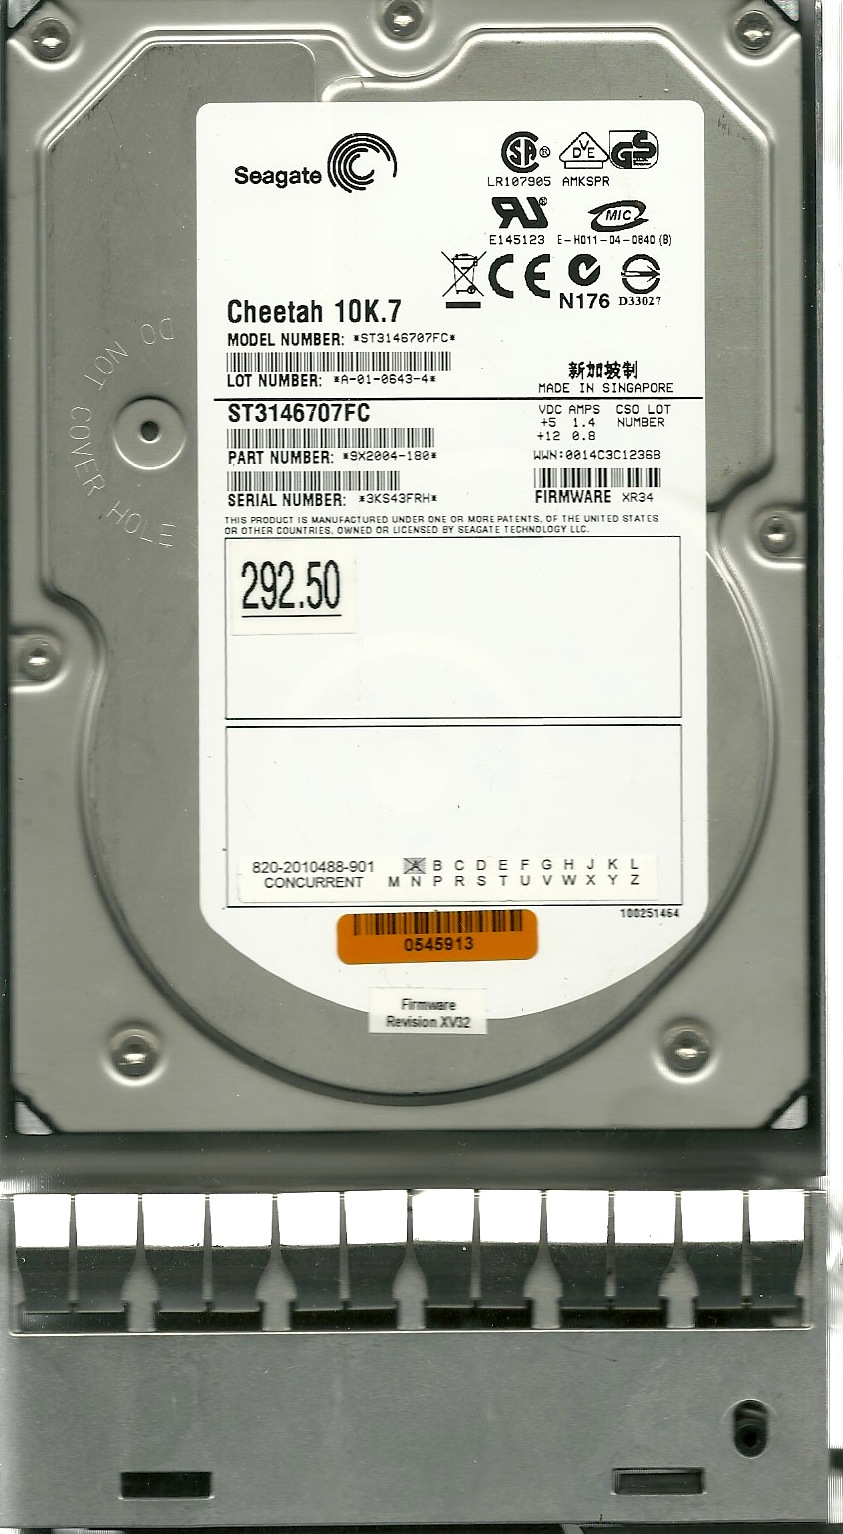 Seagate
LR107905 AMKSPR
E145123 E-H011-04-0840 (B)
N176 D33027
Cheetah 10K.7
MODEL NUMBER: *ST3146707FC*
LOT NUMBER: *A-01-0643-4*
新加坡制
MADE IN SINGAPORE
ST3146707FC
VDC AMPS CSO LOT
+5 1.4 NUMBER
+12 0.8
PART NUMBER: *9X2004-180*
WWN:0014C3C1236B
SERIAL NUMBER: *3KS43FRH*
FIRMWARE XR34
THIS PRODUCT IS MANUFACTURED UNDER ONE OR MORE PATENTS, OF THE UNITED STATES
OR OTHER COUNTRIES, OWNED OR LICENSED BY SEAGATE TECHNOLOGY LLC.
DO NOT COVER HOLE
292.50
820-2010488-901 A B C D E F G H J K L
CONCURRENT M N P R S T U V W X Y Z
100251464
0545913
Firmware
Revision XV32